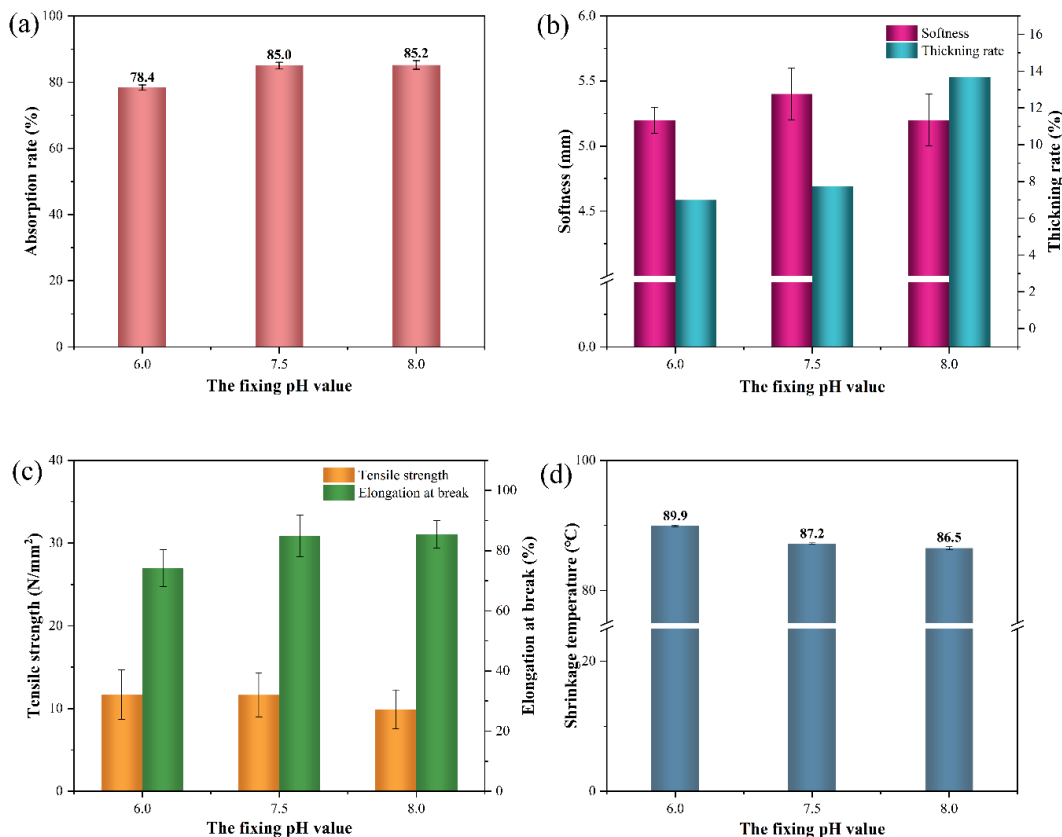 (a)
100
80
60
40
20
0
Absorption rate (%)
78.4
85.0
85.2
6.0
7.5
8.0
The fixing pH value
(b)
6.0
5.5
5.0
4.5
0.0
Softness (mm)
Softness
Thickning rate
16
14
12
10
8
6
4
2
0
Thickning rate (%)
6.0
7.5
8.0
The fixing pH value
(c)
40
30
20
10
0
Tensile strength (N/mm²)
Tensile strength
Elongation at break
100
80
60
40
20
0
Elongation at break (%)
6.0
7.5
8.0
The fixing pH value
(d)
100
80
20
0
Shrinkage temperature (°C)
89.9
87.2
86.5
6.0
7.5
8.0
The fixing pH value